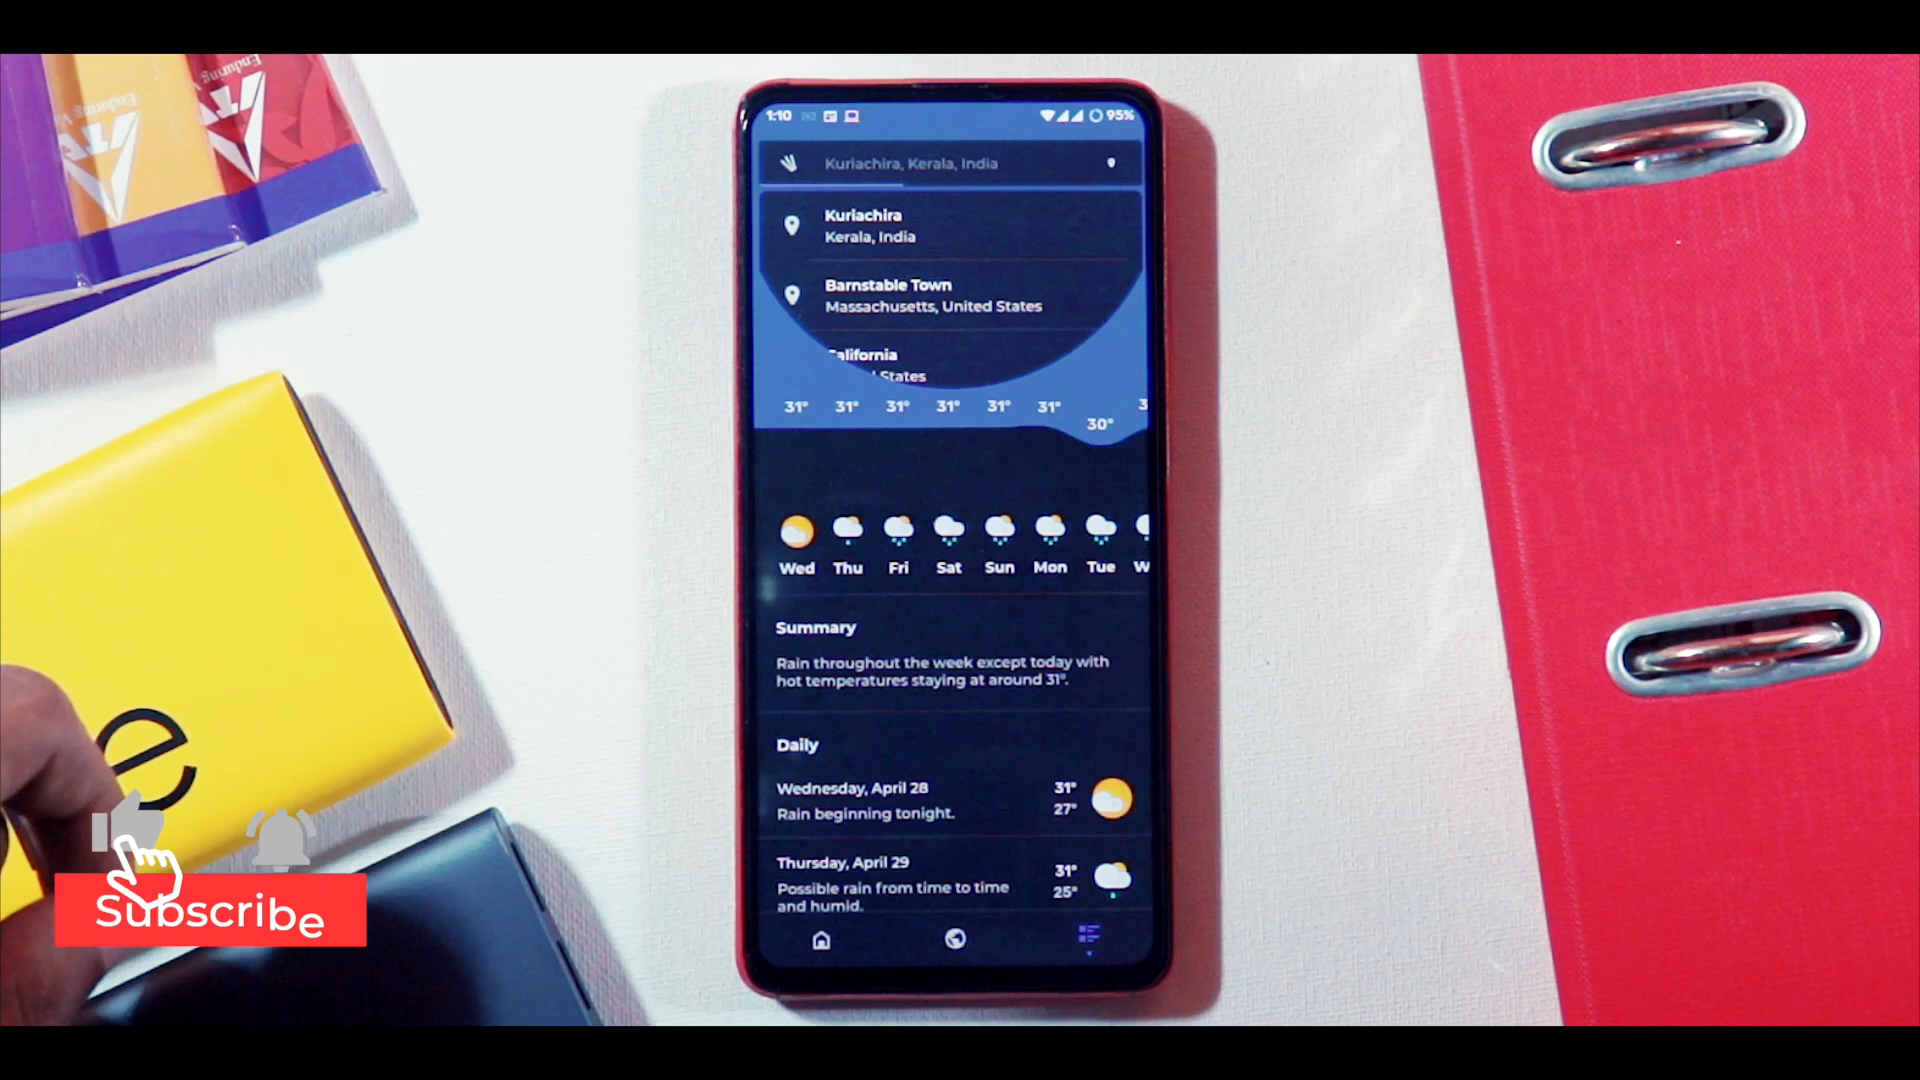 Enduring
Enduring
1:10
95%
Kuriachira, Kerala, India
Kuriachira
Kerala, India
Barnstable Town
Massachusetts, United States
California
States
31° 31° 31° 31° 31° 31° 30°
Wed Thu Fri Sat Sun Mon Tue W
Summary
Rain throughout the week except today with
hot temperatures staying at around 31°.
Daily
Wednesday, April 28 31°
Rain beginning tonight. 27°
Thursday, April 29 31°
Possible rain from time to time 25°
and humid.
e
Subscribe